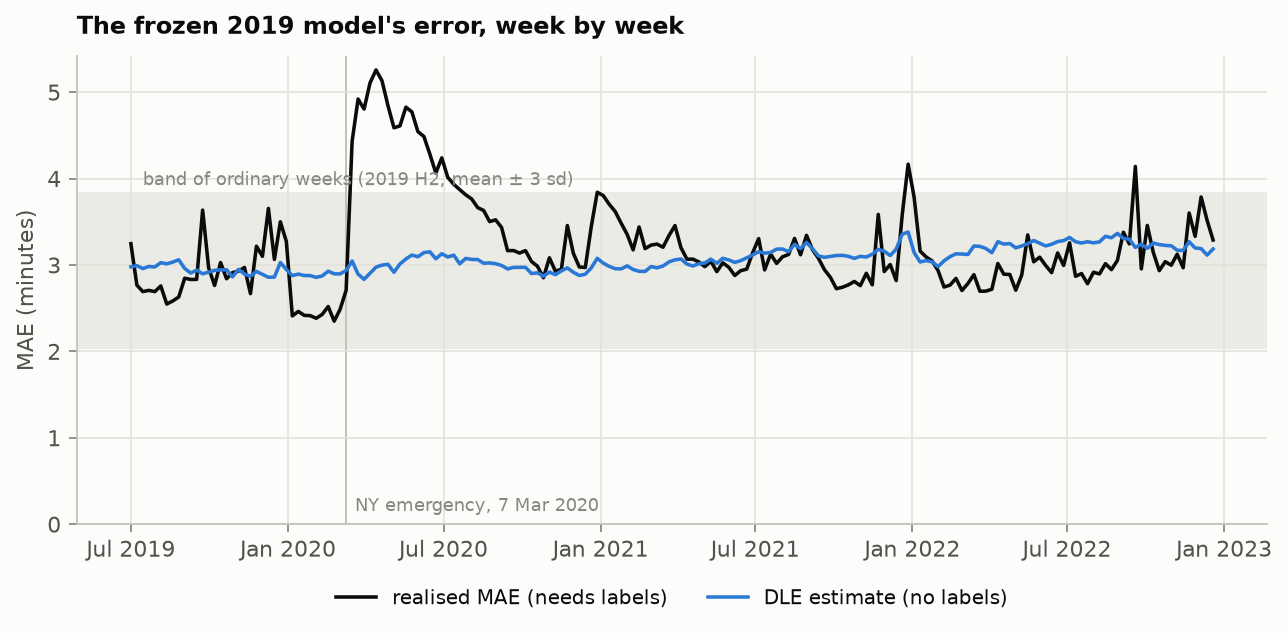 The frozen 2019 model's error, week by week
MAE (minutes)
5
4
3
2
1
0
band of ordinary weeks (2019 H2, mean ± 3 sd)
NY emergency, 7 Mar 2020
Jul 2019 Jan 2020 Jul 2020 Jan 2021 Jul 2021 Jan 2022 Jul 2022 Jan 2023
realised MAE (needs labels) DLE estimate (no labels)